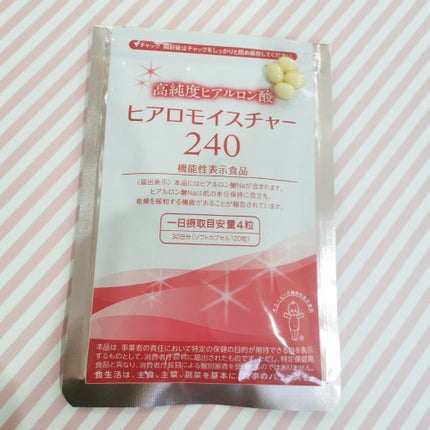 ▼チャック 開封後はチャックをしっかりと閉め保存してください。
高純度ヒアルロン酸
ヒアロモイスチャー
240
機能性表示食品
〈届出表示〉本品にはヒアルロン酸Naが含まれます。
ヒアルロン酸Naは肌の水分保持に役立ち、
乾燥を緩和する機能があることが報告されています。
一日摂取目安量4粒
30日分(ソフトカプセル120粒)
本品は、事業者の責任において特定の保健の目的が期待できる旨を表示
するものとして、消費者庁長官に届出されたものです。ただし、特定保健用
食品と異なり、消費者庁長官による個別審査を受けたものではありません。
食生活は、主食、主菜、副菜を基本に、食事のバランスを。